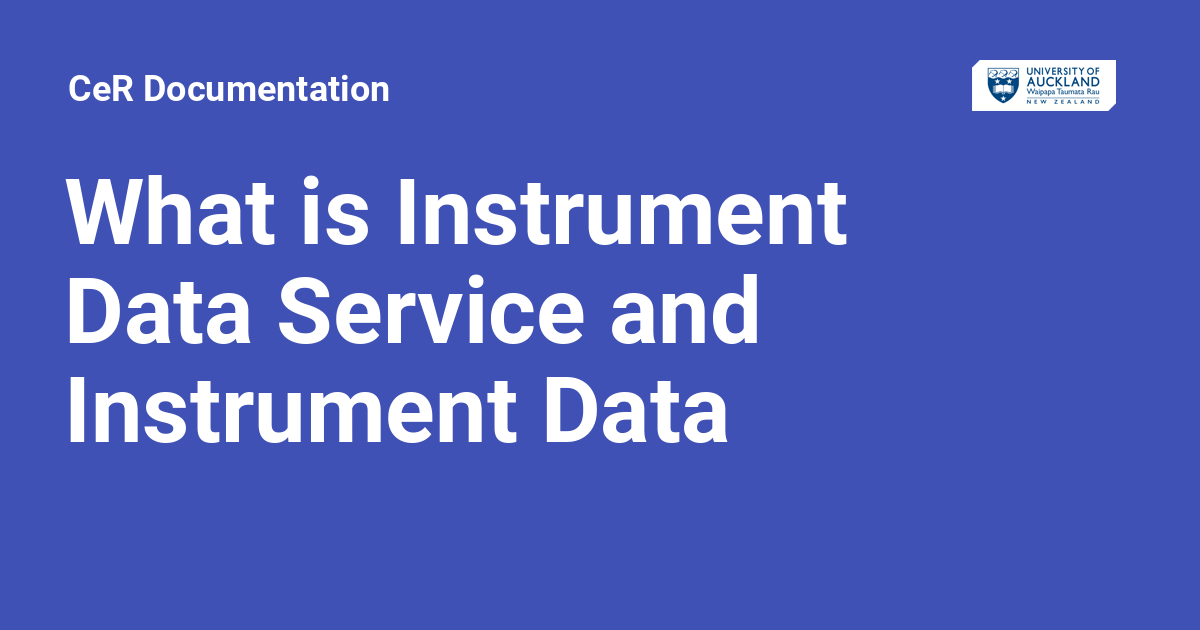 CeR Documentation
UNIVERSITY OF
AUCKLAND
Waipapa Taumata Rau
NEW ZEALAND
What is Instrument
Data Service and
Instrument Data